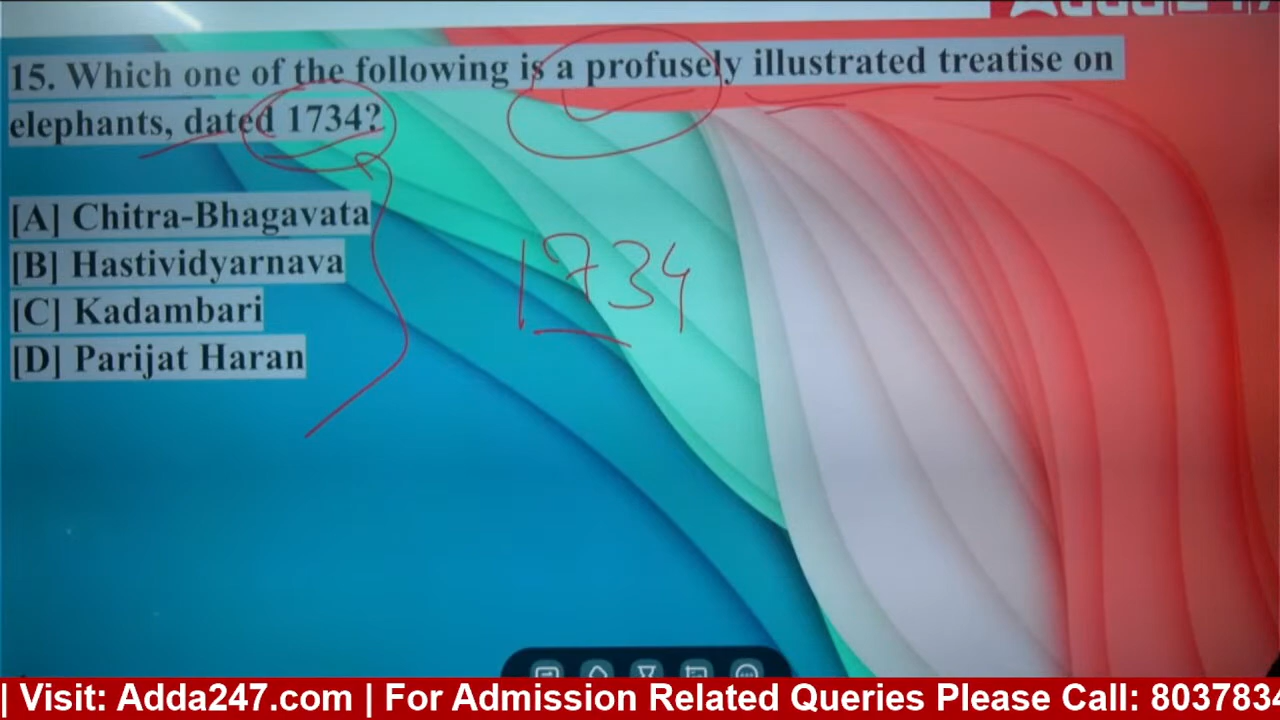 Adda247
15. Which one of the following is a profusely illustrated treatise on
elephants, dated 1734?
[A] Chitra-Bhagavata
[B] Hastividyarnava
[C] Kadambari
[D] Parijat Haran
1734
| Visit: Adda247.com | For Admission Related Queries Please Call: 803783